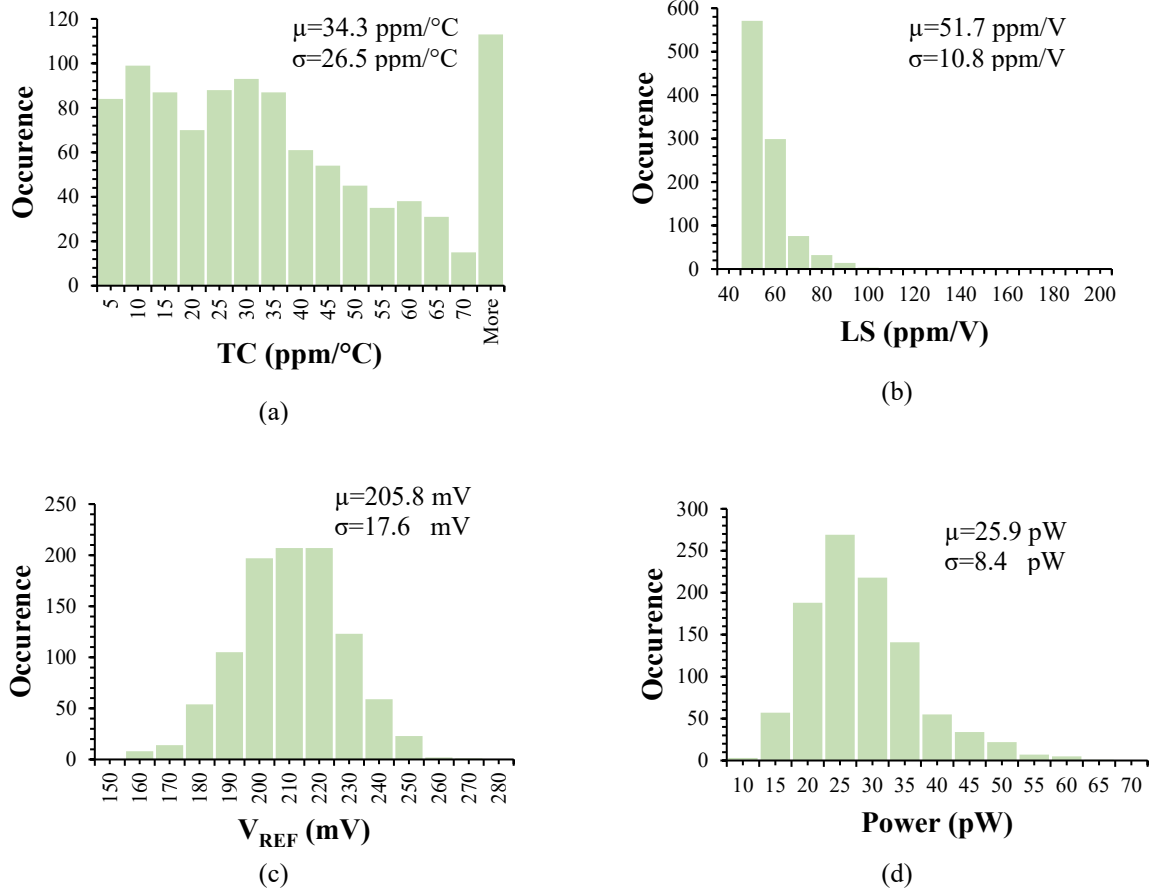 µ=34.3 ppm/°C
σ=26.5 ppm/°C
120
100
80
60
40
20
0
Occurence
5 10 15 20 25 30 35 40 45 50 55 60 65 70 More
TC (ppm/°C)
(a)
µ=51.7 ppm/V
σ=10.8 ppm/V
600
500
400
300
200
100
0
Occurence
40 60 80 100 120 140 160 180 200
LS (ppm/V)
(b)
µ=205.8 mV
σ=17.6 mV
250
200
150
100
50
0
Occurence
150 160 170 180 190 200 210 220 230 240 250 260 270 280
VREF (mV)
(c)
µ=25.9 pW
σ=8.4 pW
300
250
200
150
100
50
0
Occurence
10 15 20 25 30 35 40 45 50 55 60 65 70
Power (pW)
(d)